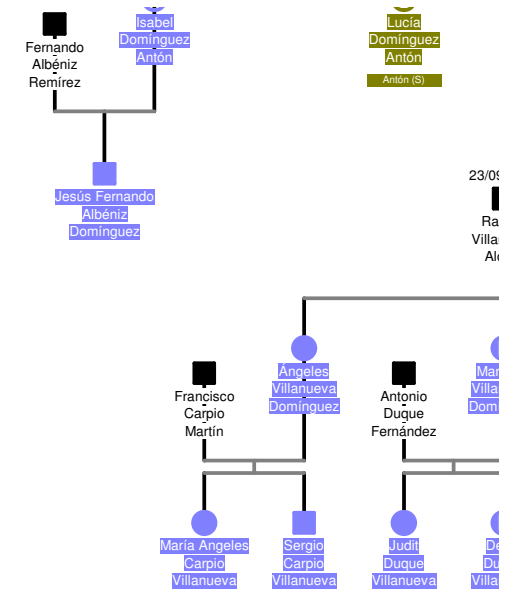 Isabel
Domínguez
Antón
Fernando
Albéniz
Remírez
Lucía
Domínguez
Antón
Antón (S)
Jesús Fernando
Albéniz
Domínguez
Ángeles
Villanueva
Domínguez
Francisco
Carpio
Martín
Antonio
Duque
Fernández
María Angeles
Carpio
Villanueva
Sergio
Carpio
Villanueva
Judit
Duque
Villanueva